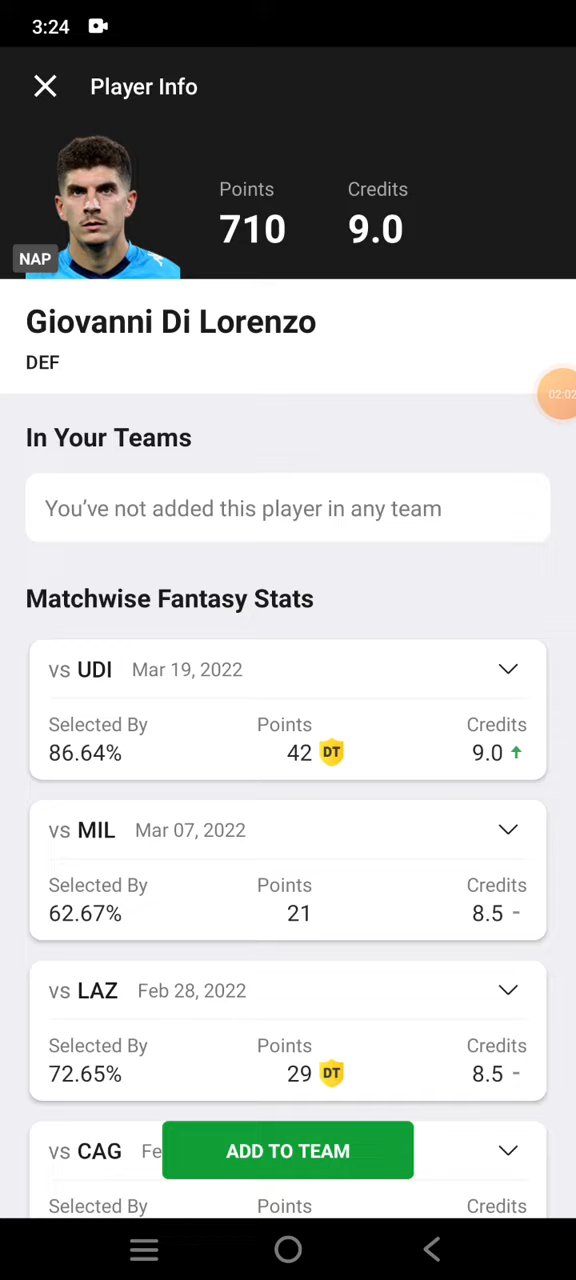 3:24
Player Info
Points Credits
710 9.0
NAP
Giovanni Di Lorenzo
DEF
02:02
In Your Teams
You’ve not added this player in any team
Matchwise Fantasy Stats
vs UDI Mar 19, 2022
Selected By Points Credits
86.64% 42 DT 9.0
vs MIL Mar 07, 2022
Selected By Points Credits
62.67% 21 8.5 -
vs LAZ Feb 28, 2022
Selected By Points Credits
72.65% 29 DT 8.5 -
vs CAG Fe
ADD TO TEAM
Selected By Points Credits